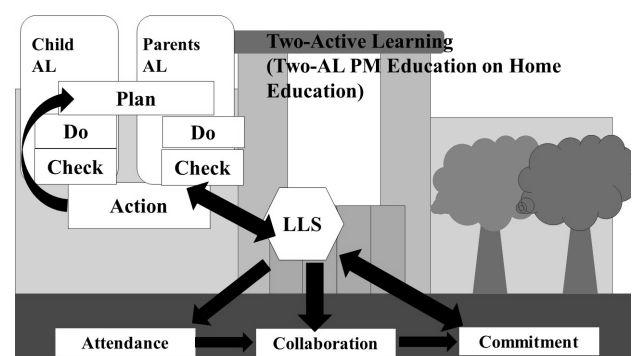 Child
AL
Parents
AL
Two-Active Learning
(Two-AL PM Education on Home
Education)
Plan
Do
Do
Check
Check
Action
LLS
Attendance
Collaboration
Commitment